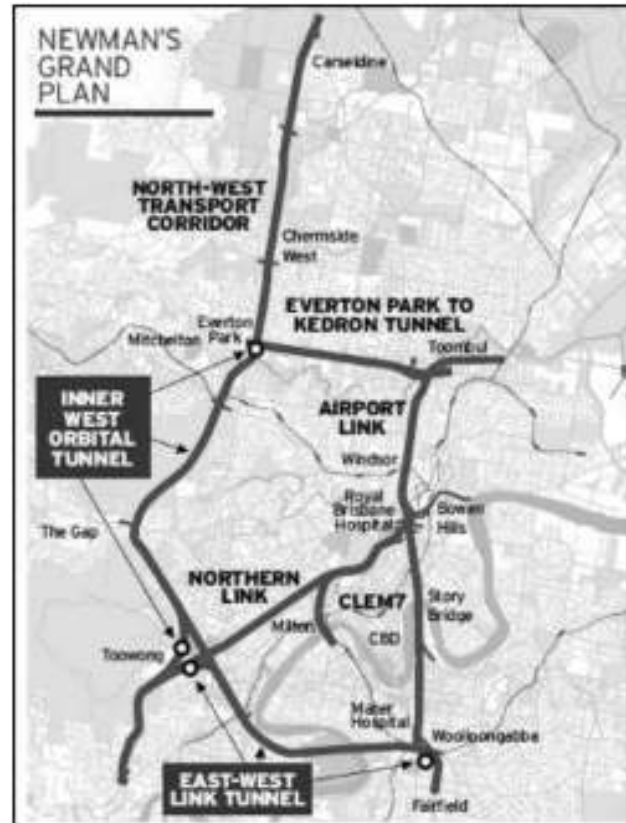 NEWMAN'S
GRAND
PLAN
Carseldine
NORTH-WEST
TRANSPORT
CORRIDOR
Chermside
West
EVERTON PARK TO
KEDRON TUNNEL
Everton
Park
Mitchelton
Toombul
INNER
WEST
ORBITAL
TUNNEL
AIRPORT
LINK
Windsor
Royal
Brisbane
Hospital
Bowen
Hills
The Gap
NORTHERN
LINK
CLEM7
Story
Bridge
Milton
CBD
Toowong
Mater
Hospital
Woolloongabba
EAST-WEST
LINK TUNNEL
Fairfield